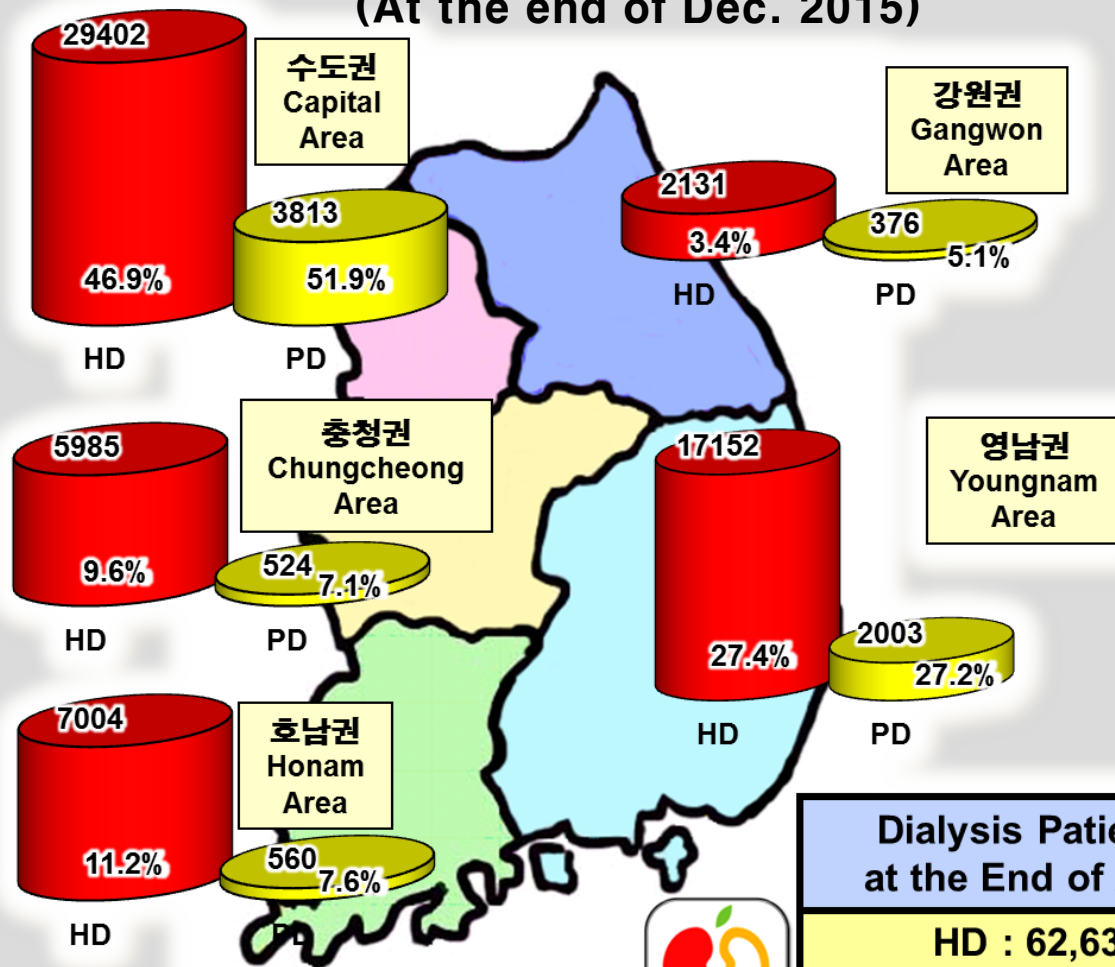 (At the end of Dec. 2015)
29402
수도권
Capital
Area
3813
46.9%
51.9%
HD
PD
강원권
Gangwon
Area
2131
376
3.4%
5.1%
HD
PD
5985
충청권
Chungcheong
Area
524
9.6%
7.1%
HD
PD
17152
영남권
Youngnam
Area
2003
27.4%
27.2%
HD
PD
7004
호남권
Honam
Area
560
11.2%
7.6%
HD
PD
Dialysis
at the End of
HD :